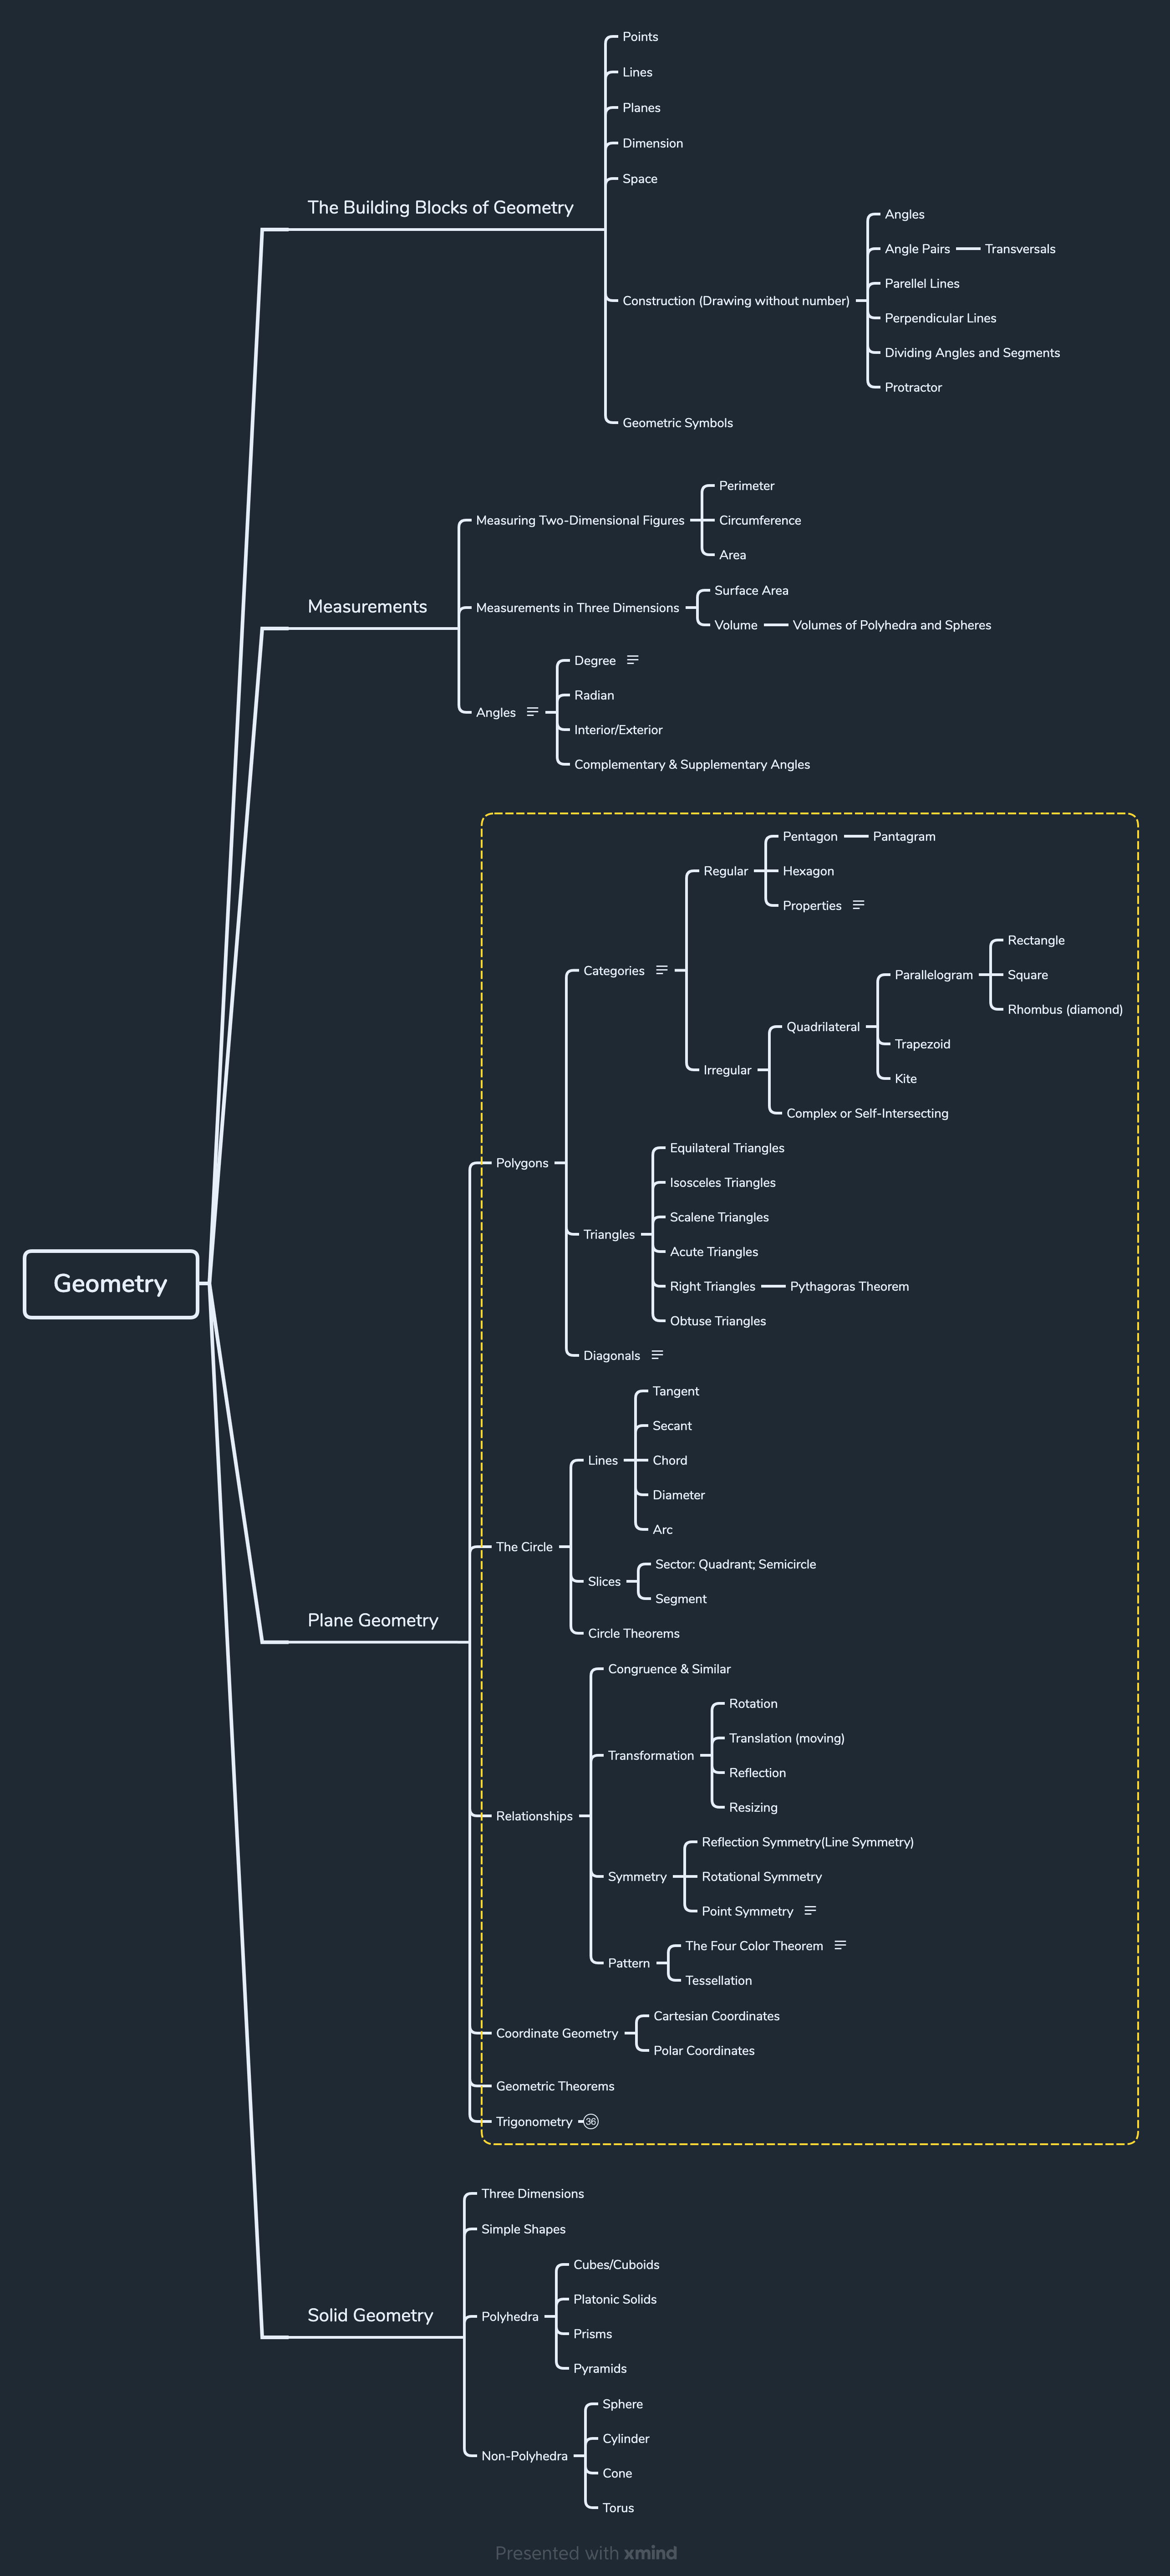 Geometry
The Building Blocks of Geometry
Points
Lines
Planes
Dimension
Space
Construction (Drawing without number)
Angles
Angle Pairs
Transversals
Parellel Lines
Perpendicular Lines
Dividing Angles and Segments
Protractor
Geometric Symbols
Measurements
Measuring Two-Dimensional Figures
Perimeter
Circumference
Area
Measurements in Three Dimensions
Surface Area
Volume
Volumes of Polyhedra and Spheres
Angles
Degree
Radian
Interior/Exterior
Complementary & Supplementary Angles
Plane Geometry
Polygons
Categories
Regular
Pentagon
Pantagram
Hexagon
Properties
Irregular
Quadrilateral
Parallelogram
Rectangle
Square
Rhombus (diamond)
Trapezoid
Kite
Complex or Self-Intersecting
Triangles
Equilateral Triangles
Isosceles Triangles
Scalene Triangles
Acute Triangles
Right Triangles
Pythagoras Theorem
Obtuse Triangles
Diagonals
The Circle
Lines
Tangent
Secant
Chord
Diameter
Arc
Slices
Sector: Quadrant; Semicircle
Segment
Circle Theorems
Relationships
Congruence & Similar
Transformation
Rotation
Translation (moving)
Reflection
Resizing
Symmetry
Reflection Symmetry(Line Symmetry)
Rotational Symmetry
Point Symmetry
Pattern
The Four Color Theorem
Tessellation
Coordinate Geometry
Cartesian Coordinates
Polar Coordinates
Geometric Theorems
Trigonometry
36
Solid Geometry
Three Dimensions
Simple Shapes
Polyhedra
Cubes/Cuboids
Platonic Solids
Prisms
Pyramids
Non-Polyhedra
Sphere
Cylinder
Cone
Torus
Presented with xmind